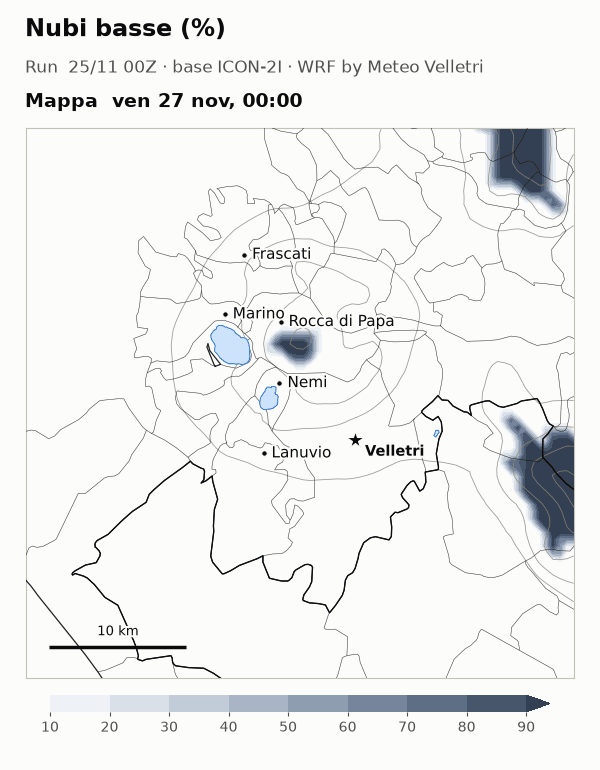 Nubi basse (%)
Run 25/11 00Z · base ICON-2I · WRF by Meteo Velletri
Mappa ven 27 nov, 00:00
Frascati
Marino
Rocca di Papa
Nemi
Velletri
Lanuvio
10 km
10 20 30 40 50 60 70 80 90